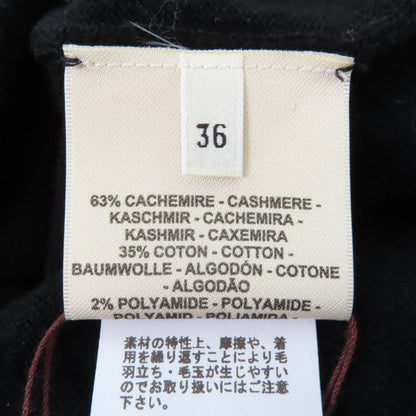 36
63% CACHEMIRE - CASHMERE -
KASCHMIR - CACHEMIRA -
KASHMIR - CAXEMIRA
35% COTON - COTTON -
BAUMWOLLE - ALGODÓN - COTONE
- ALGODÃO
2% POLYAMIDE - POLYAMIDE -
POLYAMID - POLIAMIDA -
素材の特性上、摩擦や、着
用を繰り返すことにより毛
羽立ち・毛玉が生じやすい
のでお取り扱いにはご注意
下さい。